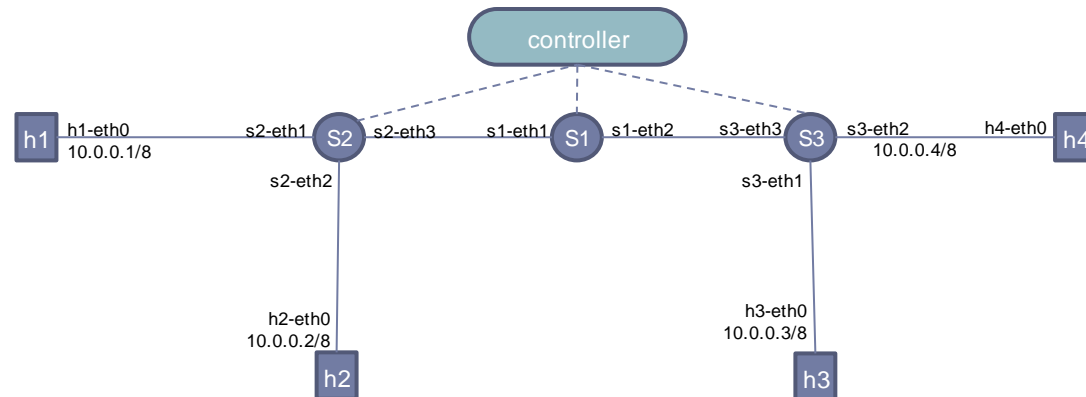 controller
h1
h1-eth0
10.0.0.1/8
s2-eth1
S2
s2-eth3
s1-eth1
S1
s1-eth2
s3-eth3
S3
s3-eth2
10.0.0.4/8
h4-eth0
h4
s2-eth2
s3-eth1
h2-eth0
10.0.0.2/8
h2
h3-eth0
10.0.0.3/8
h3